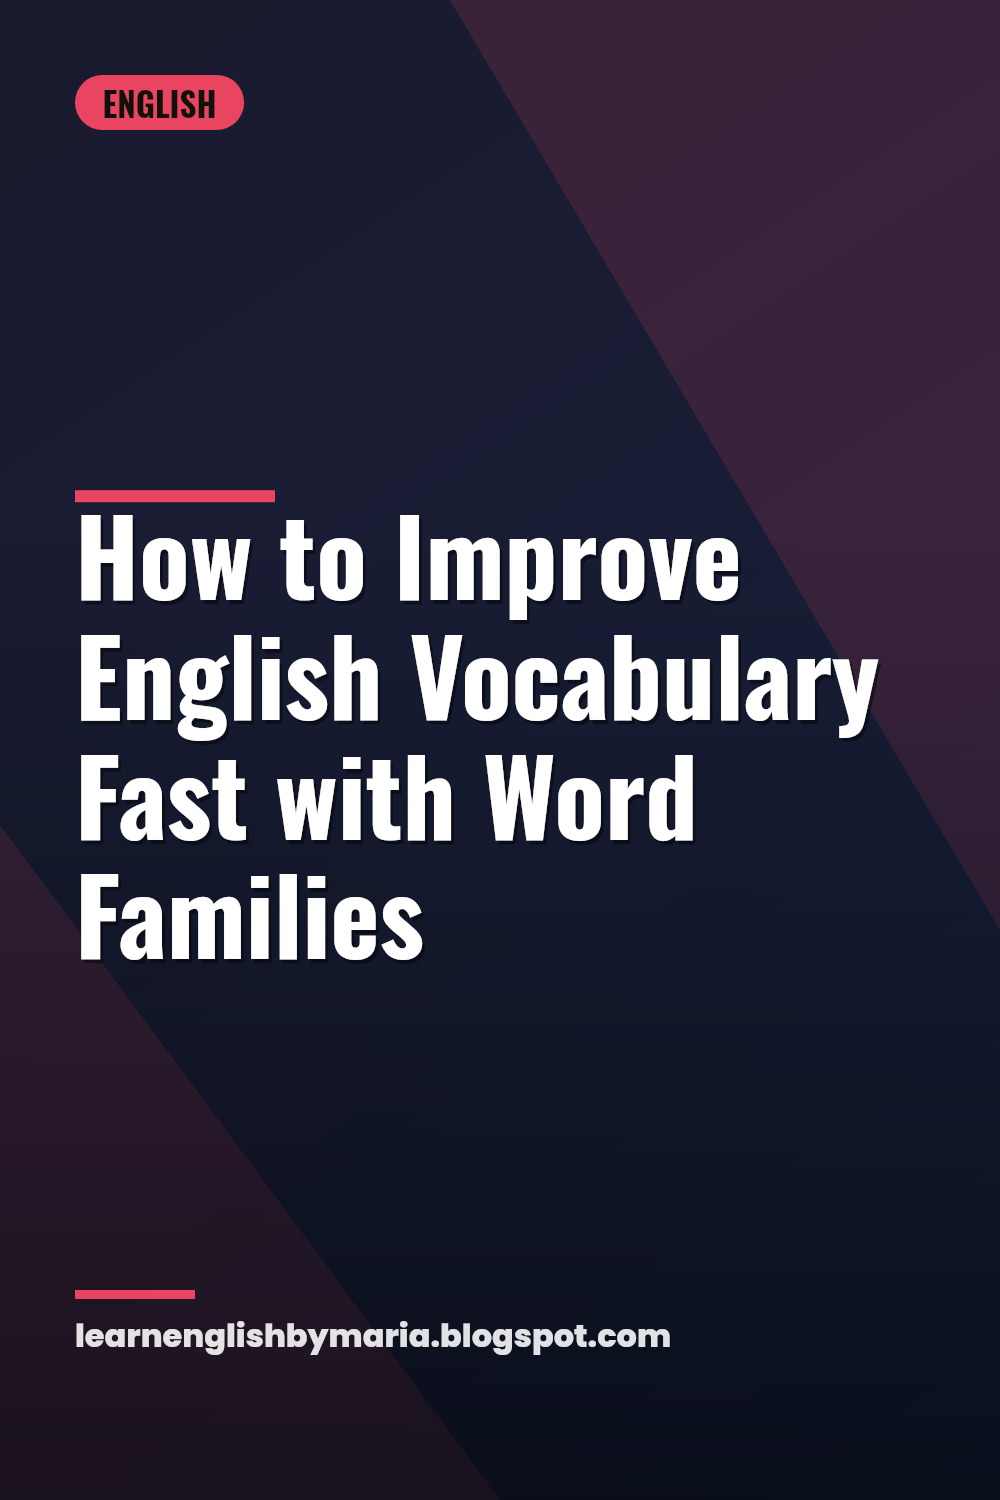 ENGLISH
How to Improve
English Vocabulary
Fast with Word
Families
learnenglishbymaria.blogspot.com